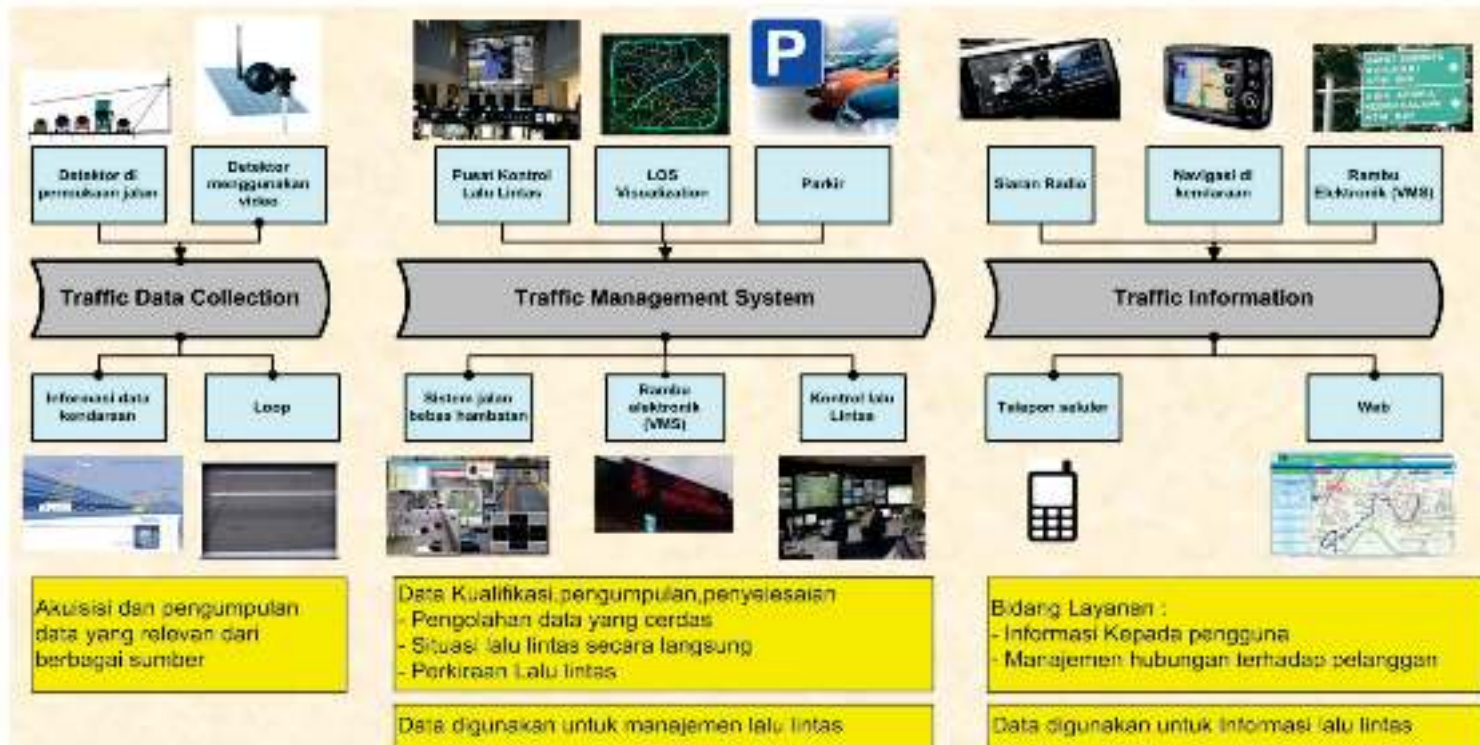 P
Detektor di
permukaan jalan
Detektor
menggunakan
video
Pusat Kontrol
Lalu Lintas
LOS
Visualization
Parkir
Siaran Radio
Navigasi di
kendaraan
Rambu
Elektronik (VMS)
Traffic Data Collection
Traffic Management System
Traffic Information
Informasi data
kendaraan
Loop
Sistem jalan
bebas hambatan
Rambu
elektronik
(VMS)
Kontrol lalu
Lintas
Telepon seluler
Web
Akuisisi dan pengumpulan
data yang relevan dari
berbagai sumber
Data Kualifikasi,pengumpulan,penyelesaian
- Pengolahan data yang cerdas
- Situasi lalu lintas secara langsung
- Perkiraan Lalu lintas
Bidang Layanan :
- Informasi Kepada pengguna
- Manajemen hubungan terhadap pelanggan
Data digunakan untuk manajemen lalu lintas
Data digunakan untuk Informasi lalu lintas